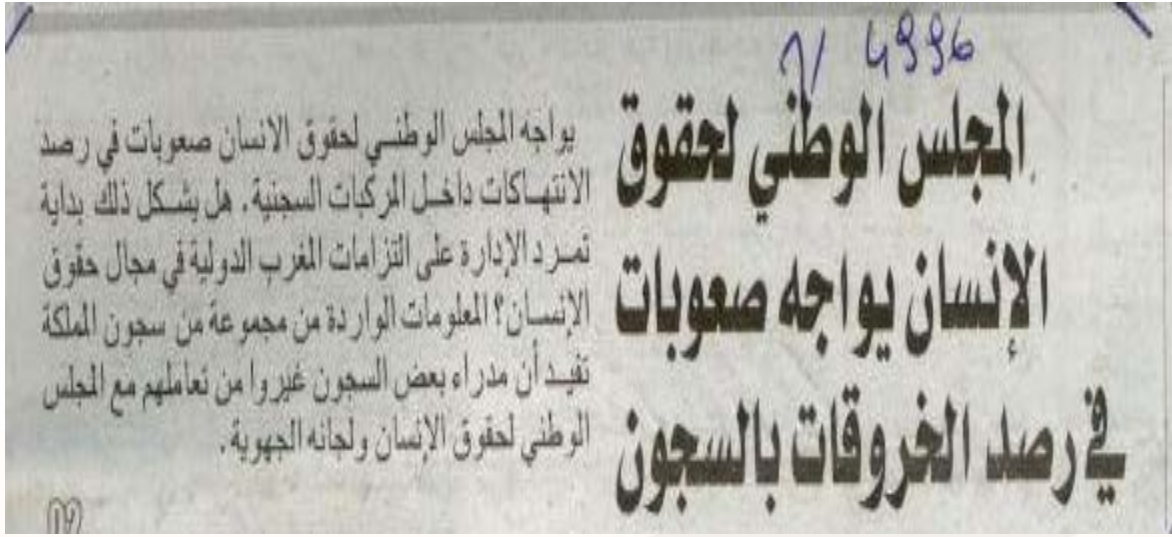 4996
المجلس الوطني لحقوق
الإنسان يواجه صعوبات
في رصد الخروقات بالسجون
يواجه المجلس الوطني لحقوق الانسان صعوبات في رصد
الانتهاكات داخل المركبات السجنية. هل يشكل ذلك بداية
تمرد الإدارة على التزامات المغرب الدولية في مجال حقوق
الإنسان؟ المعلومات الواردة من مجموعة من سجون المملكة
تفيد أن مدراء بعض السجون غيروا من تعاملهم مع المجلس
الوطني لحقوق الإنسان ولجانه الجهوية.
02